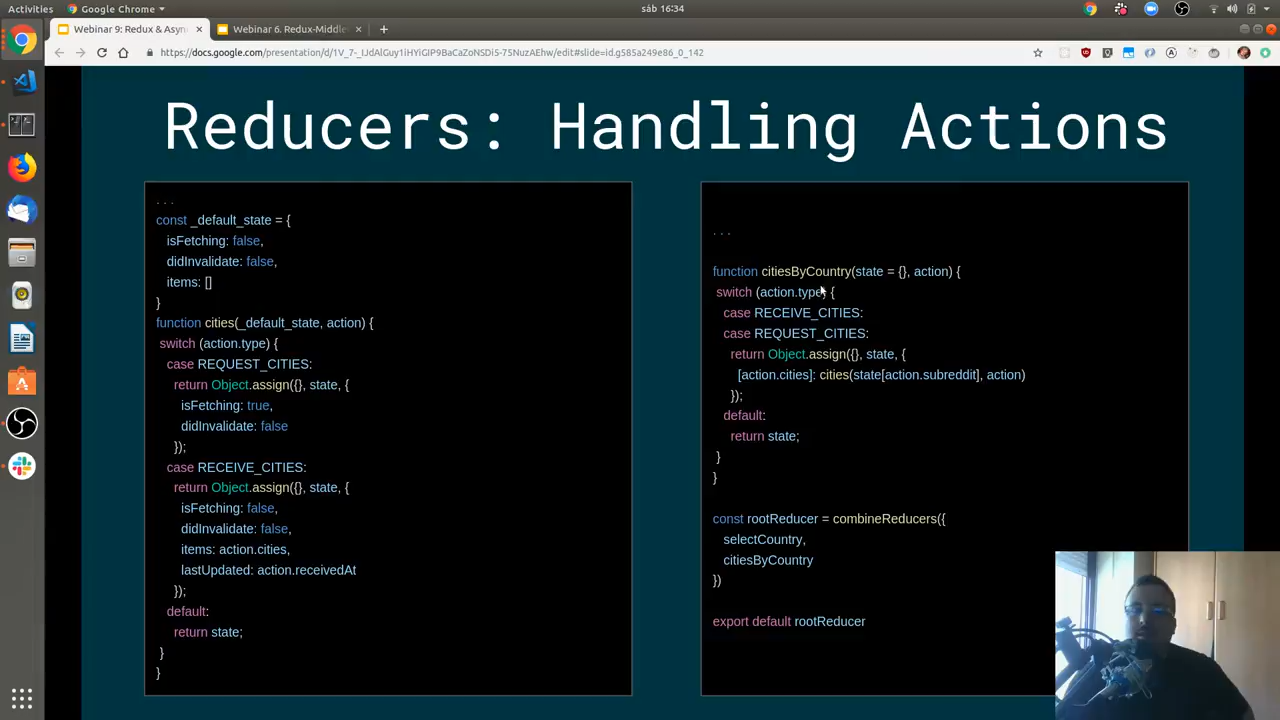 Activities
Google Chrome
sáb 16:34
Webinar 9: Redux & Asyn
Webinar 6. Redux-Middle
Reducers: Handling Actions
...
const _default_state = {
isFetching: false,
didInvalidate: false,
items: []
}
function cities(_default_state, action) {
switch (action.type) {
case REQUEST_CITIES:
return Object.assign({}, state, {
isFetching: true,
didInvalidate: false
});
case RECEIVE_CITIES:
return Object.assign({}, state, {
isFetching: false,
didInvalidate: false,
items: action.cities,
lastUpdated: action.receivedAt
});
default:
return state;
}
}
...
function citiesByCountry(state = {}, action) {
switch (action.type) {
case RECEIVE_CITIES:
case REQUEST_CITIES:
return Object.assign({}, state, {
[action.cities]: cities(state[action.subreddit], action)
});
default:
return state;
}
}
const rootReducer = combineReducers({
selectCountry,
citiesByCountry
})
export default rootReducer